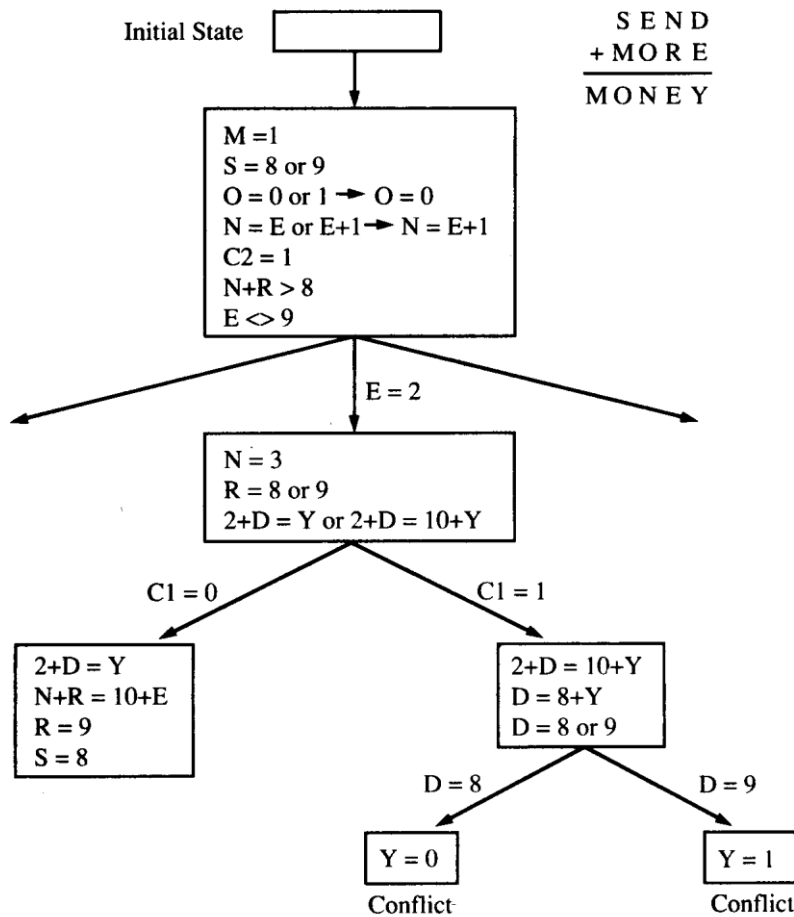 Initial State
S E N D
+ M O R E
M O N E Y
M =1
S = 8 or 9
O = 0 or 1 → O = 0
N = E or E+1 → N = E+1
C2 = 1
N+R > 8
E <> 9
E = 2
N = 3
R = 8 or 9
2+D = Y or 2+D = 10+Y
C1 = 0
C1 = 1
2+D = Y
N+R = 10+E
R = 9
S = 8
2+D = 10+Y
D = 8+Y
D = 8 or 9
D = 8
D = 9
Y = 0
Y = 1
Conflict
Conflict